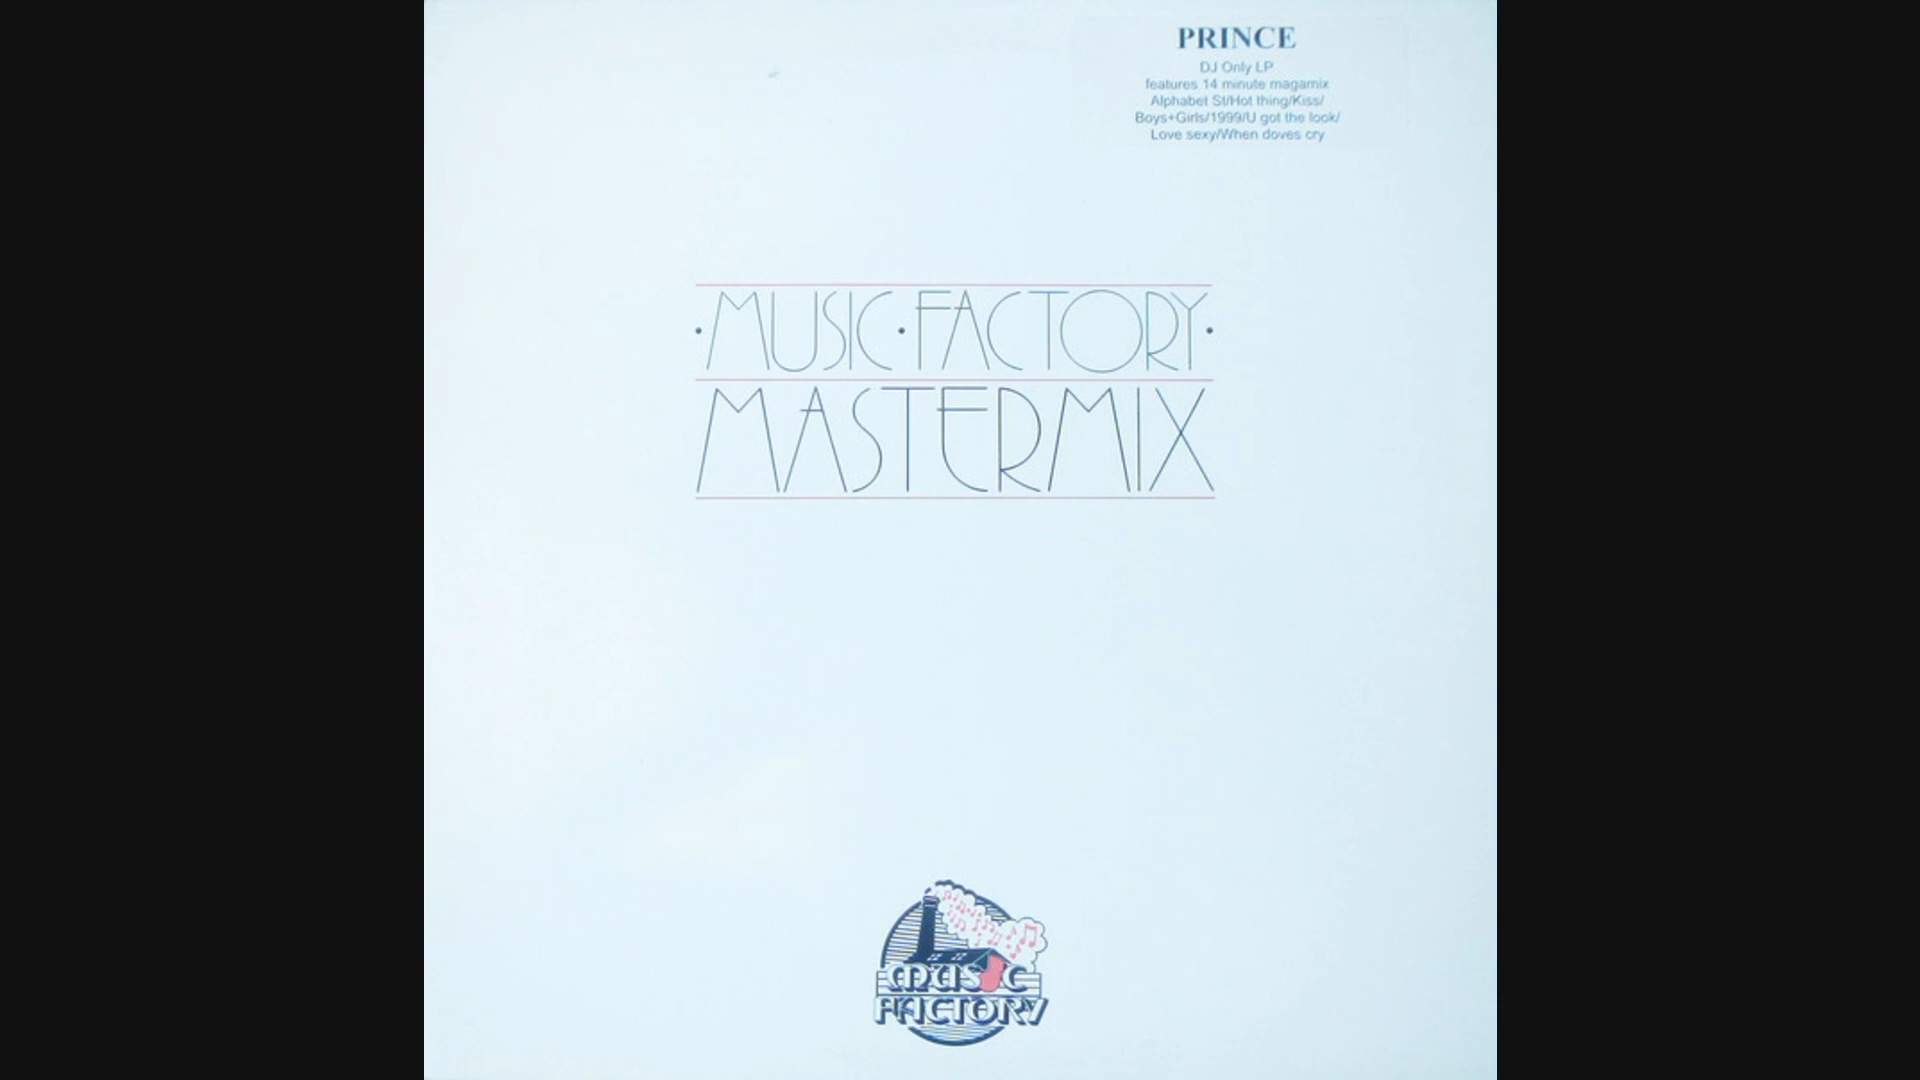 PRINCE
DJ Only LP
features 14 minute magamix
Alphabet St/Hot thing/Kiss/
Boys+Girls/1999/U got the look/
Love sexy/When doves cry
·MUSIC·FACTORY·
MASTERMIX
MUSIC
FACTORY